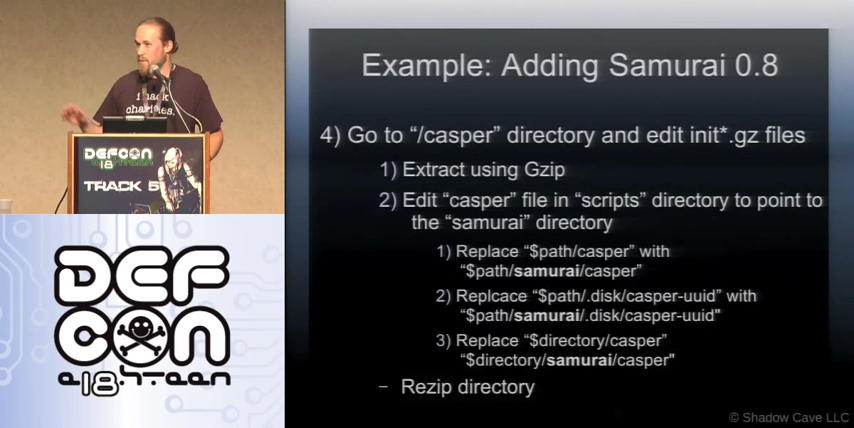 i hack
charities.
DEFCON
18
TRACK 5
DEF
CON
e18hteen
Example: Adding Samurai 0.8
4) Go to “/casper” directory and edit init*.gz files
1) Extract using Gzip
2) Edit “casper” file in “scripts” directory to point to
the “samurai” directory
1) Replace “$path/casper” with
“$path/samurai/casper”
2) Replcace “$path/.disk/casper-uuid” with
“$path/samurai/.disk/casper-uuid"
3) Replace “$directory/casper”
“$directory/samurai/casper"
– Rezip directory
© Shadow Cave LLC